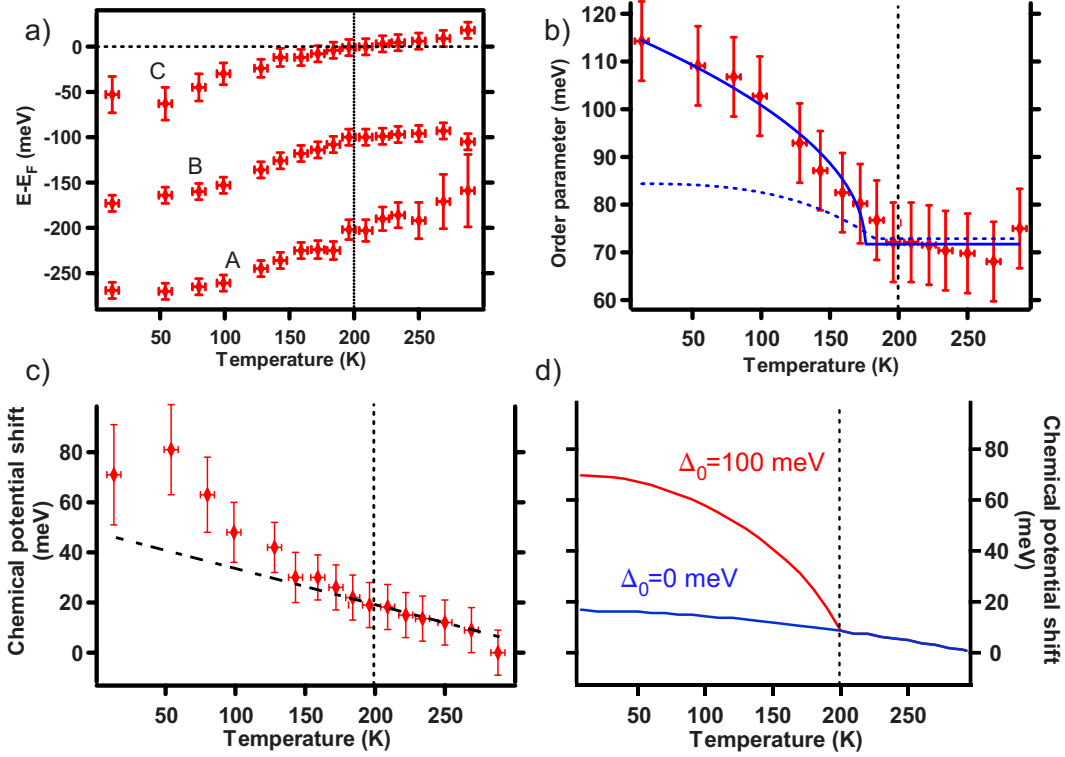 a)
E-E_F (meV)
0
-50
-100
-150
-200
-250
C
B
A
50
100
150
200
250
Temperature (K)
b)
Order parameter (meV)
120
110
100
90
80
70
60
50
100
150
200
250
Temperature (K)
c)
Chemical potential shift
(meV)
80
60
40
20
0
50
100
150
200
250
Temperature (K)
d)
Δ₀=100 meV
Δ₀=0 meV
80
60
40
20
0
Chemical potential shift
(meV)
50
100
150
200
250
Temperature (K)